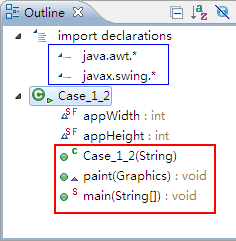 Outline
import declarations
java.awt.*
javax.swing.*
Case_1_2
appWidth : int
appHeight : int
Case_1_2(String)
paint(Graphics) : void
main(String[]) : void